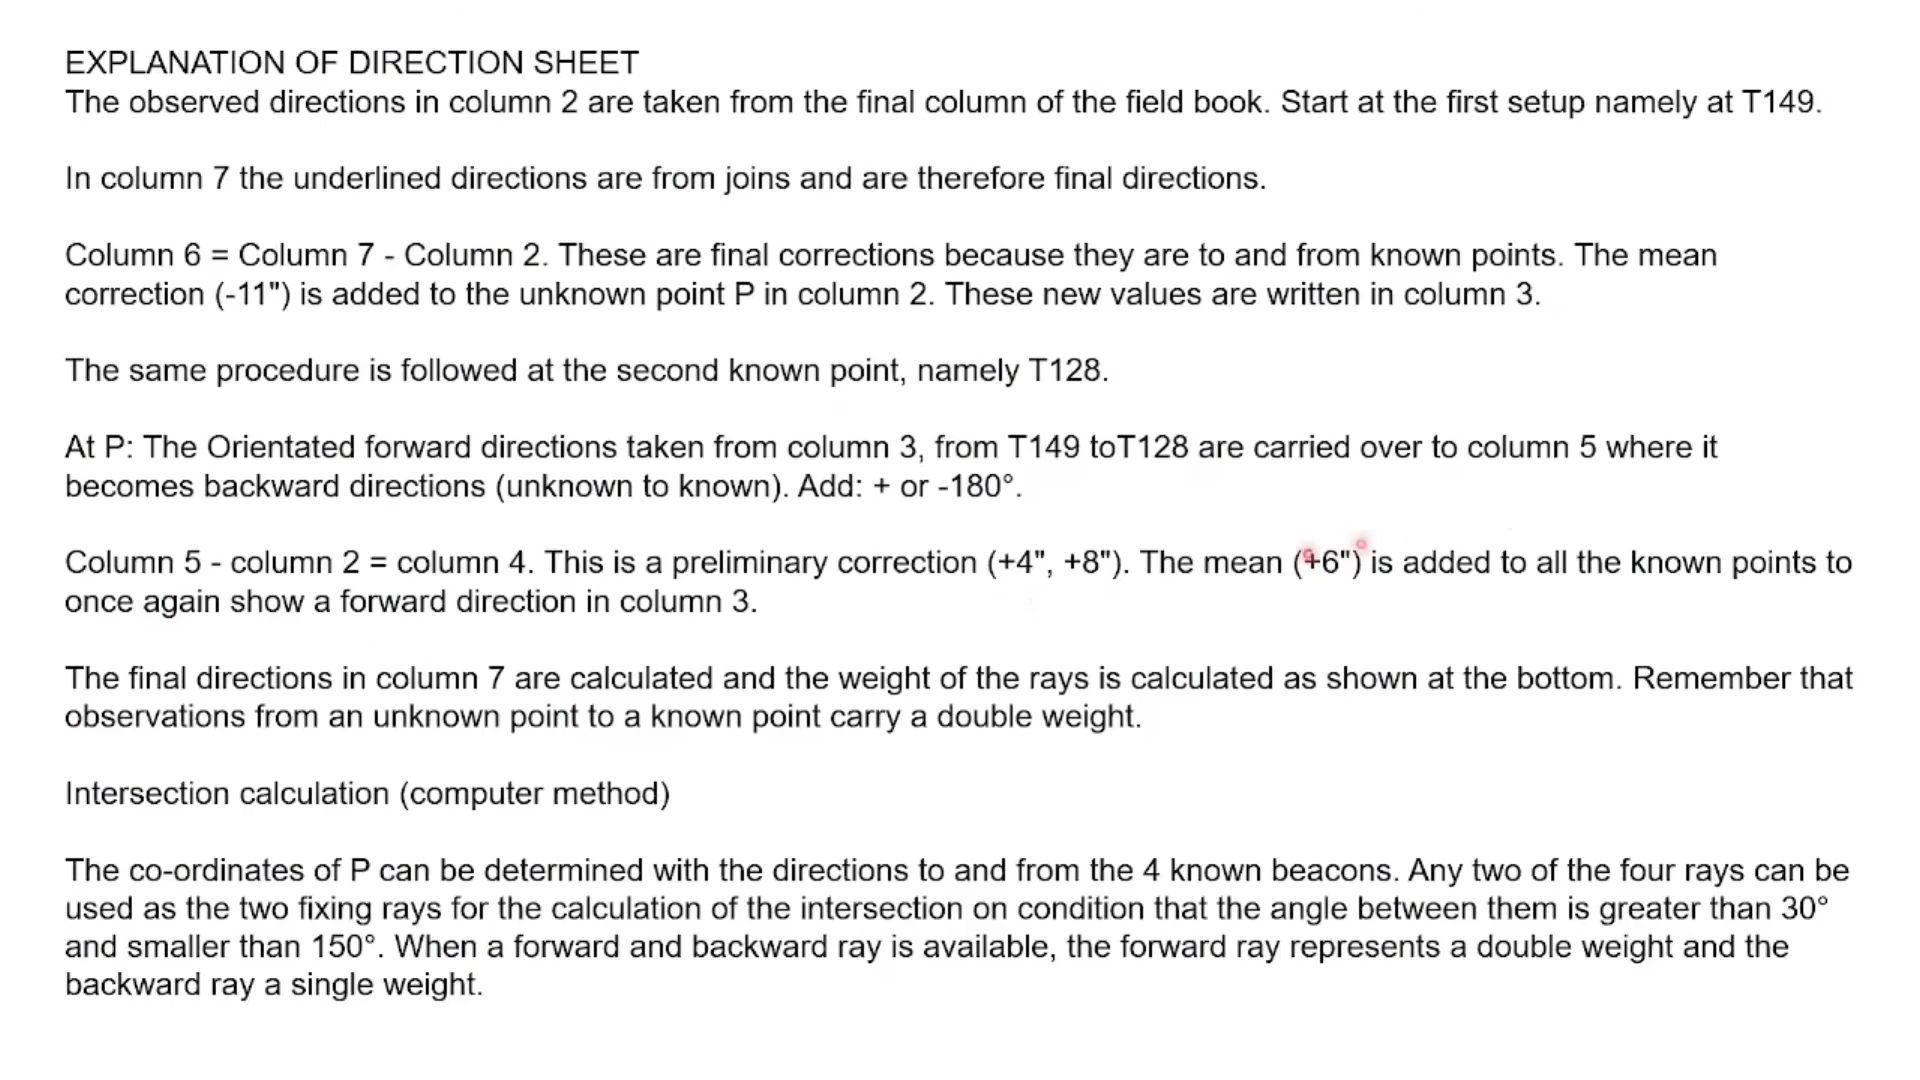 EXPLANATION OF DIRECTION SHEET
The observed directions in column 2 are taken from the final column of the field book. Start at the first setup namely at T149.
In column 7 the underlined directions are from joins and are therefore final directions.
Column 6 = Column 7 - Column 2. These are final corrections because they are to and from known points. The mean
correction (-11") is added to the unknown point P in column 2. These new values are written in column 3.
The same procedure is followed at the second known point, namely T128.
At P: The Orientated forward directions taken from column 3, from T149 toT128 are carried over to column 5 where it
becomes backward directions (unknown to known). Add: + or -180°.
Column 5 - column 2 = column 4. This is a preliminary correction (+4", +8"). The mean (+6") is added to all the known points to
once again show a forward direction in column 3.
The final directions in column 7 are calculated and the weight of the rays is calculated as shown at the bottom. Remember that
observations from an unknown point to a known point carry a double weight.
Intersection calculation (computer method)
The co-ordinates of P can be determined with the directions to and from the 4 known beacons. Any two of the four rays can be
used as the two fixing rays for the calculation of the intersection on condition that the angle between them is greater than 30°
and smaller than 150°. When a forward and backward ray is available, the forward ray represents a double weight and the
backward ray a single weight.